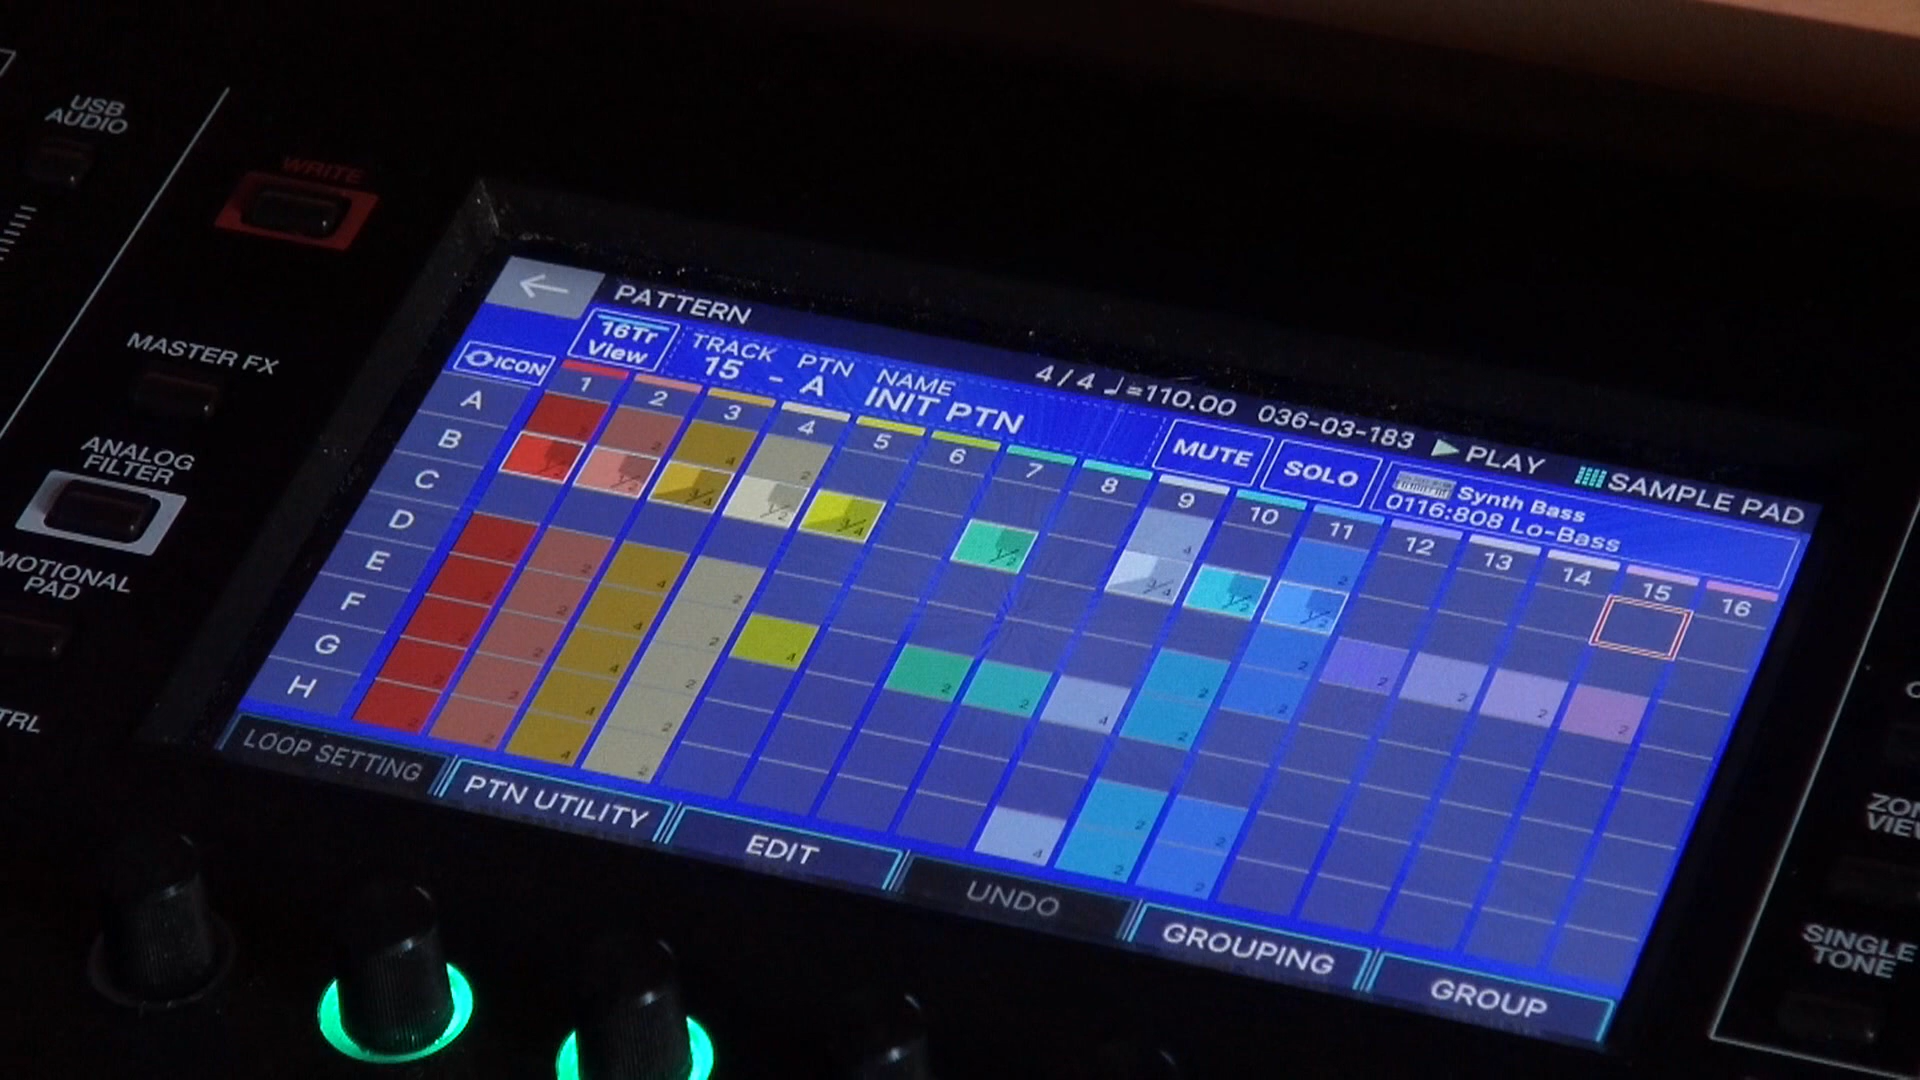 USB
AUDIO
WRITE
MASTER FX
ANALOG
FILTER
MOTIONAL
PAD
TRL
PATTERN
4 / 4 ♩=110.00 036-03-183 PLAY SAMPLE PAD
ICON
16Tr
View
TRACK PTN NAME
15 - A INIT PTN
MUTE SOLO
Synth Bass
0116:808 Lo-Bass
1 2 3 4 5 6 7 8 9 10 11 12 13 14 15 16
A
B
C
D
E
F
G
H
LOOP SETTING PTN UTILITY EDIT UNDO GROUPING GROUP
SINGLE
TONE